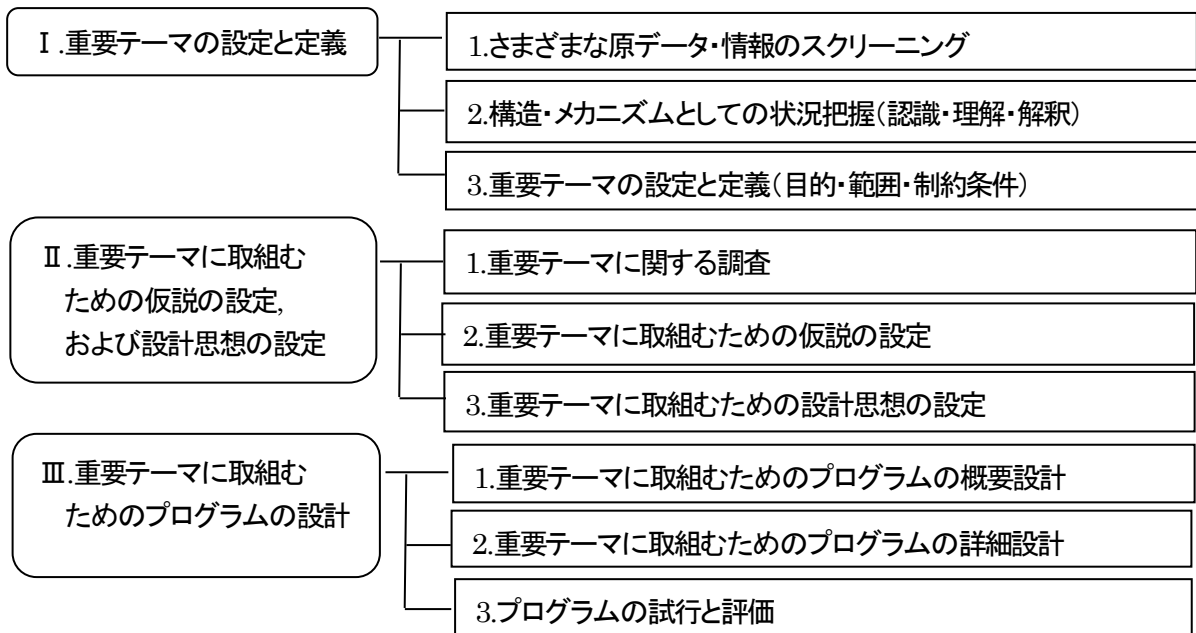 Ⅰ.重要テーマの設定と定義
1.さまざまな原データ・情報のスクリーニング
2.構造・メカニズムとしての状況把握（認識・理解・解釈）
3.重要テーマの設定と定義（目的・範囲・制約条件）
Ⅱ.重要テーマに取組む
ための仮説の設定,
および設計思想の設定
1.重要テーマに関する調査
2.重要テーマに取組むための仮説の設定
3.重要テーマに取組むための設計思想の設定
Ⅲ.重要テーマに取組む
ためのプログラムの設計
1.重要テーマに取組むためのプログラムの概要設計
2.重要テーマに取組むためのプログラムの詳細設計
3.プログラムの試行と評価